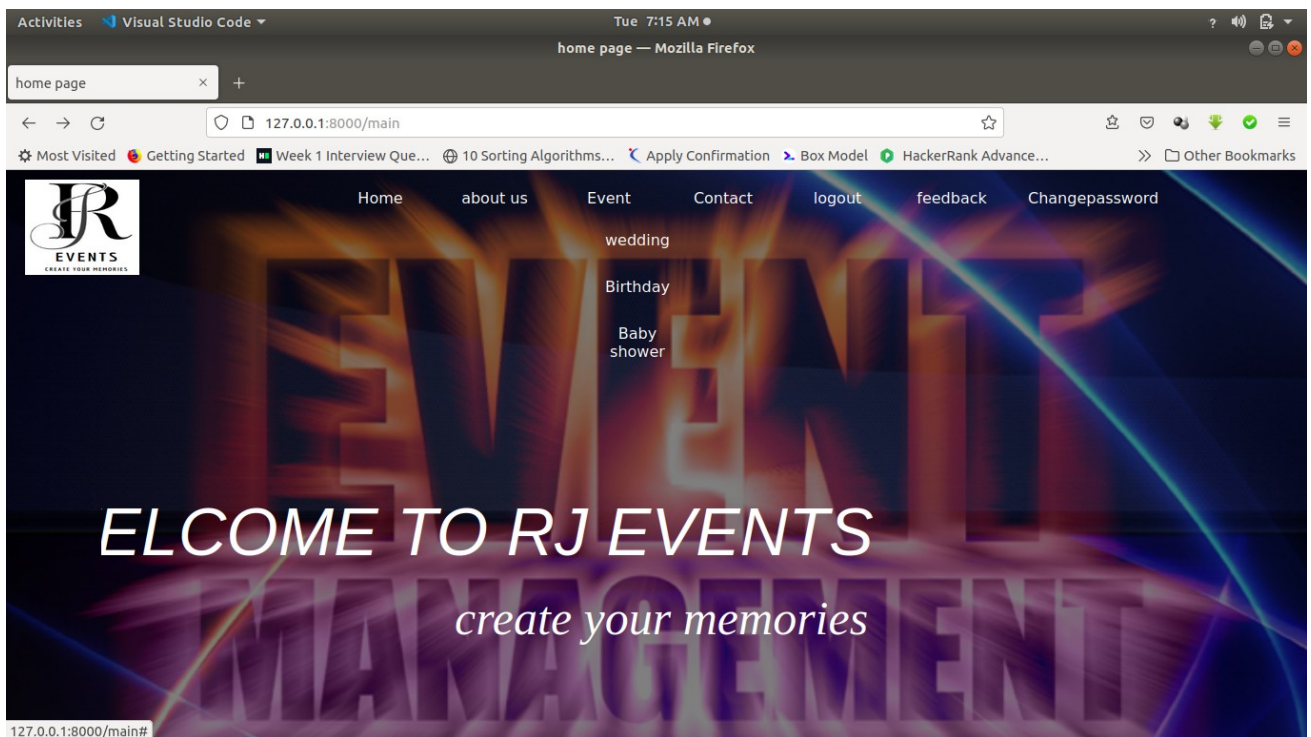 Activities Visual Studio Code Tue 7:15 AM ?
home page — Mozilla Firefox
home page × +
127.0.0.1:8000/main
Most Visited Getting Started Week 1 Interview Que... 10 Sorting Algorithms... Apply Confirmation Box Model HackerRank Advance... Other Bookmarks
JR
EVENTS
CREATE YOUR MEMORIES
Home about us Event Contact logout feedback Changepassword
wedding
Birthday
Baby
shower
EVENT
ELCOME TO RJ EVENTS
MANAGEMENT
create your memories
127.0.0.1:8000/main#